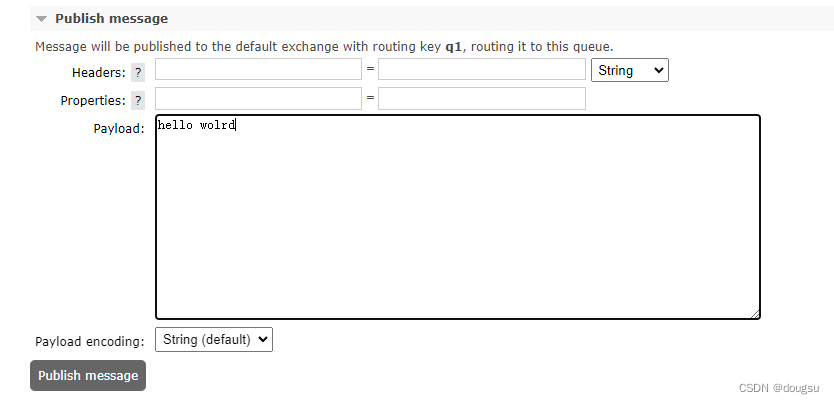 Publish message
Message will be published to the default exchange with routing key q1, routing it to this queue.
Headers: ? = String
Properties: ? =
Payload: hello wolrd
Payload encoding: String (default)
Publish message
CSDN @dougsu